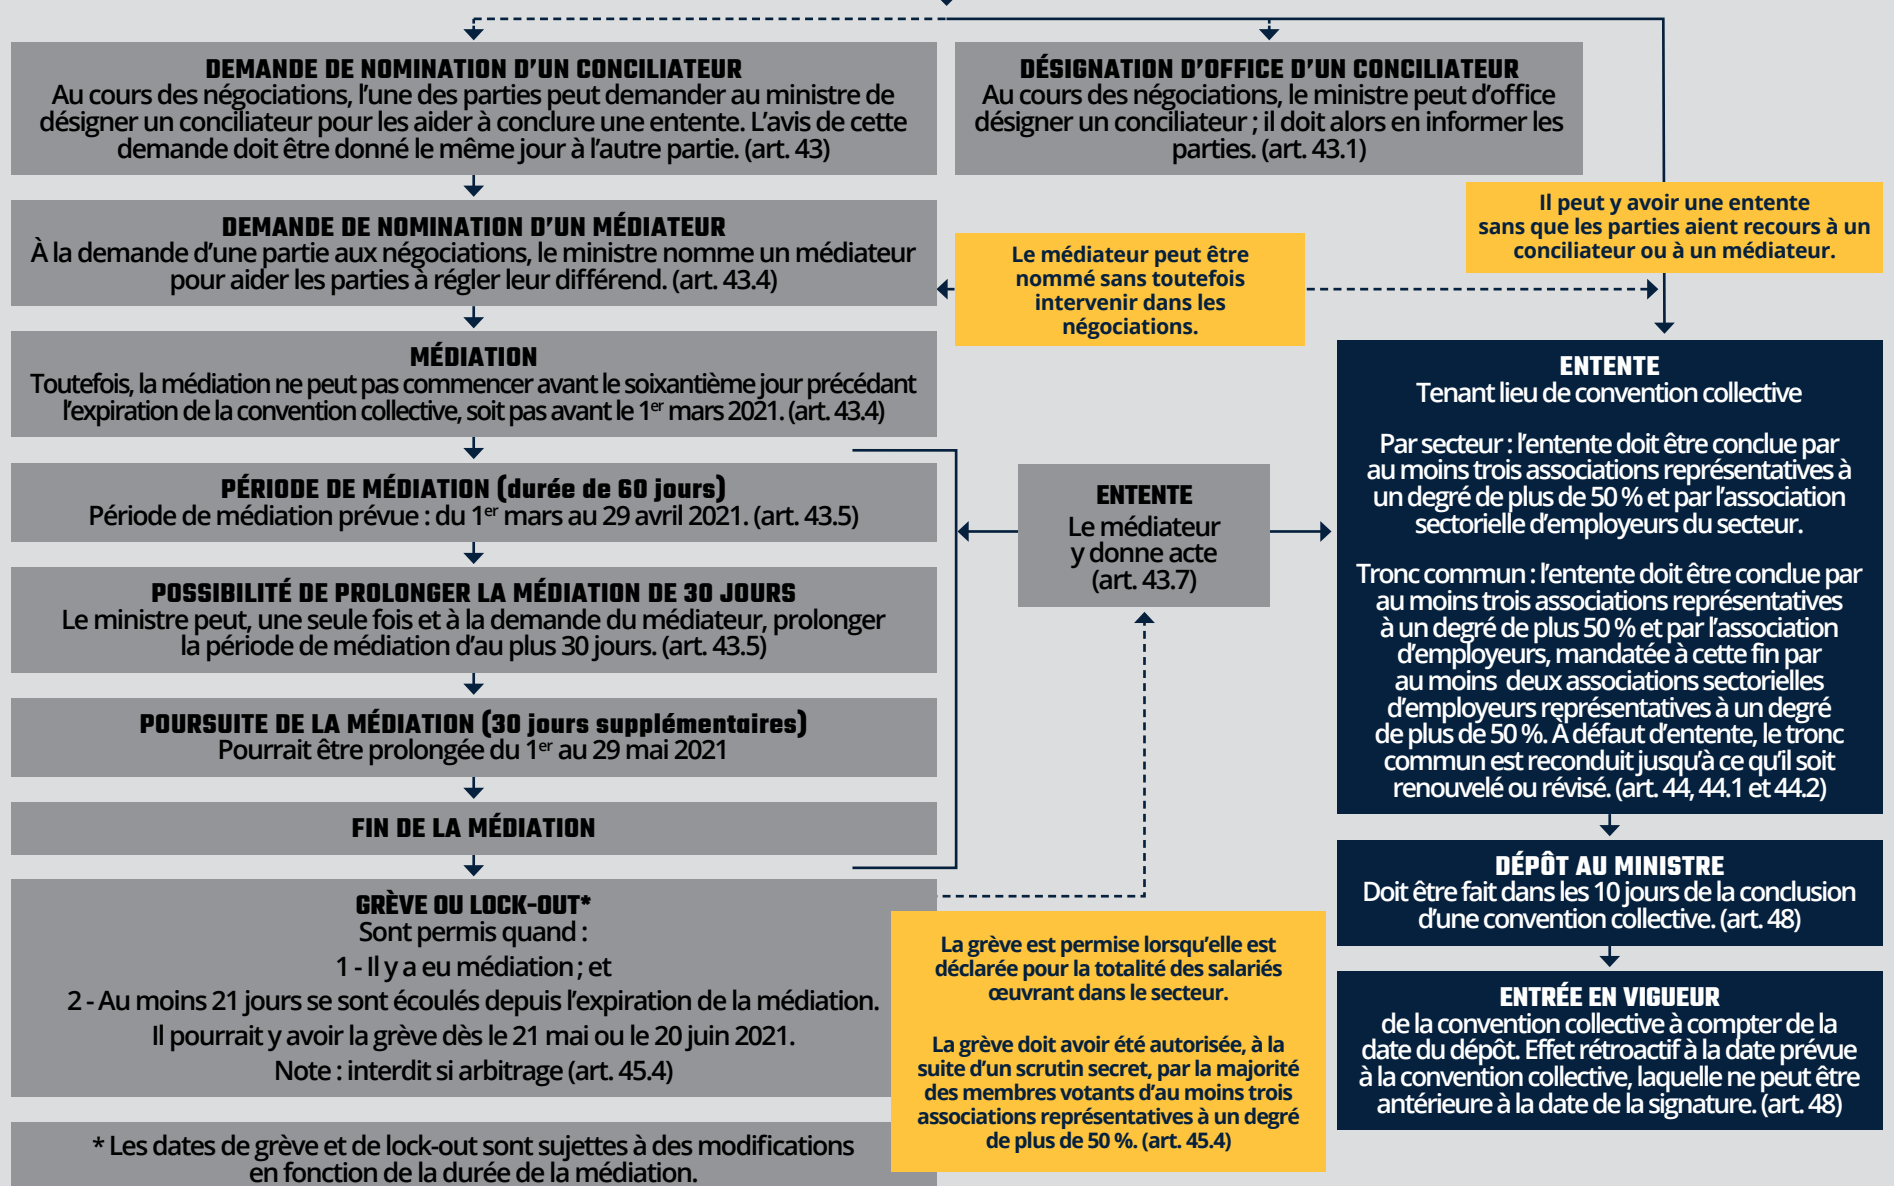 DEMANDE DE NOMINATION D’UN CONCILIATEUR
Au cours des négociations, l’une des parties peut demander au ministre de
désigner un conciliateur pour les aider à conclure une entente. L’avis de cette
demande doit être donné le même jour à l’autre partie. (art. 43)
DÉSIGNATION D’OFFICE D’UN CONCILIATEUR
Au cours des négociations, le ministre peut d’office
désigner un conciliateur ; il doit alors en informer les
parties. (art. 43.1)
DEMANDE DE NOMINATION D’UN MÉDIATEUR
À la demande d’une partie aux négociations, le ministre nomme un médiateur
pour aider les parties à régler leur différend. (art. 43.4)
Le médiateur peut être
nommé sans toutefois
intervenir dans les
négociations.
Il peut y avoir une entente
sans que les parties aient recours à un
conciliateur ou à un médiateur.
MÉDIATION
Toutefois, la médiation ne peut pas commencer avant le soixantième jour précédant
l’expiration de la convention collective, soit pas avant le 1er mars 2021. (art. 43.4)
PÉRIODE DE MÉDIATION (durée de 60 jours)
Période de médiation prévue : du 1er mars au 29 avril 2021. (art. 43.5)
POSSIBILITÉ DE PROLONGER LA MÉDIATION DE 30 JOURS
Le ministre peut, une seule fois et à la demande du médiateur, prolonger
la période de médiation d’au plus 30 jours. (art. 43.5)
POURSUITE DE LA MÉDIATION (30 jours supplémentaires)
Pourrait être prolongée du 1er au 29 mai 2021
FIN DE LA MÉDIATION
GRÈVE OU LOCK-OUT*
Sont permis quand :
1 - Il y a eu médiation ; et
2 - Au moins 21 jours se sont écoulés depuis l’expiration de la médiation.
Il pourrait y avoir la grève dès le 21 mai ou le 20 juin 2021.
Note : interdit si arbitrage (art. 45.4)
* Les dates de grève et de lock-out sont sujettes à des modifications
en fonction de la durée de la médiation.
ENTENTE
Le médiateur
y donne acte
(art. 43.7)
La grève est permise lorsqu’elle est
déclarée pour la totalité des salariés
œuvrant dans le secteur.
La grève doit avoir été autorisée, à la
suite d’un scrutin secret, par la majorité
des membres votants d’au moins trois
associations représentatives à un degré
de plus de 50 %. (art. 45.4)
ENTENTE
Tenant lieu de convention collective
Par secteur : l’entente doit être conclue par
au moins trois associations représentatives à
un degré de plus de 50 % et par l’association
sectorielle d’employeurs du secteur.
Tronc commun : l’entente doit être conclue par
au moins trois associations représentatives
à un degré de plus 50 % et par l’association
d’employeurs, mandatée à cette fin par
au moins deux associations sectorielles
d’employeurs représentatives à un degré
de plus de 50 %. À défaut d’entente, le tronc
commun est reconduit jusqu’à ce qu’il soit
renouvelé ou révisé. (art. 44, 44.1 et 44.2)
DÉPÔT AU MINISTRE
Doit être fait dans les 10 jours de la conclusion
d’une convention collective. (art. 48)
ENTRÉE EN VIGUEUR
de la convention collective à compter de la
date du dépôt. Effet rétroactif à la date prévue
à la convention collective, laquelle ne peut être
antérieure à la date de la signature. (art. 48)